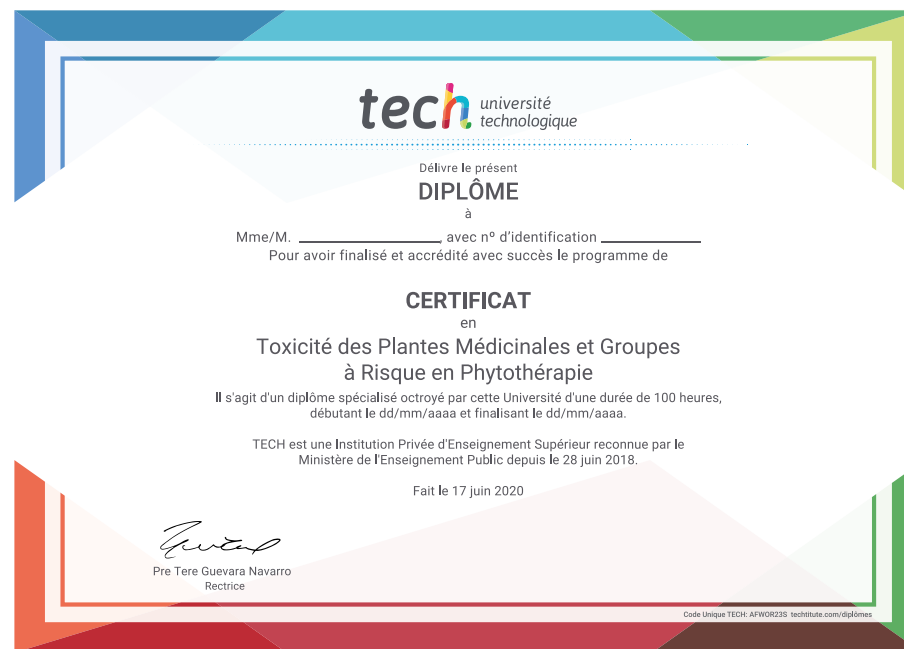 tech université
technologique
Délivre le présent
DIPLÔME
à
Mme/M. ____________, avec nº d'identification ____________
Pour avoir finalisé et accrédité avec succès le programme de
CERTIFICAT
en
Toxicité des Plantes Médicinales et Groupes
à Risque en Phytothérapie
Il s'agit d'un diplôme spécialisé octroyé par cette Université d'une durée de 100 heures,
débutant le dd/mm/aaaa et finalisant le dd/mm/aaaa.
TECH est une Institution Privée d'Enseignement Supérieur reconnue par le
Ministère de l'Enseignement Public depuis le 28 juin 2018.
Fait le 17 juin 2020
Pre Tere Guevara Navarro
Rectrice
Code Unique TECH: AFWOR23S techtitute.com/diplômes